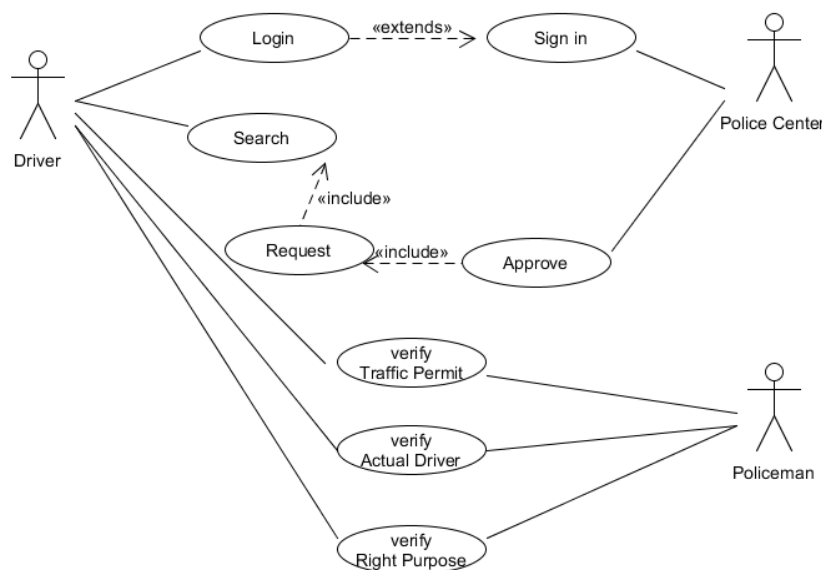 Login
«extends»
Sign in
Driver
Search
Police Center
«include»
Request
«include»
Approve
verify
Traffic Permit
verify
Actual Driver
Policeman
verify
Right Purpose